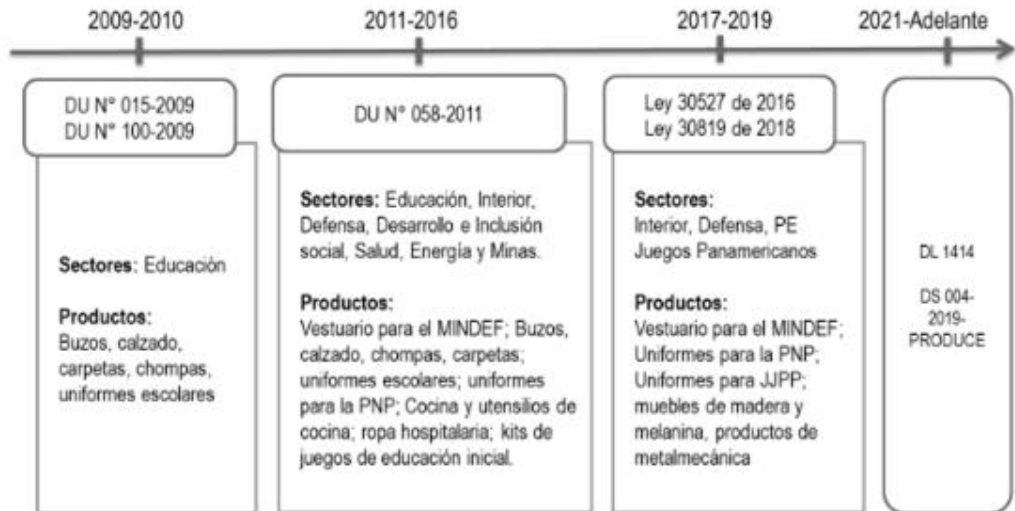 2009-2010
2011-2016
2017-2019
2021-Adelante
DU N° 015-2009
DU N° 100-2009
Sectores: Educación
Productos:
Buzos, calzado,
carpetas, chompas,
uniformes escolares
DU N° 058-2011
Sectores: Educación, Interior,
Defensa, Desarrollo e Inclusión
social, Salud, Energía y Minas.
Productos:
Vestuario para el MINDEF; Buzos,
calzado, chompas, carpetas;
uniformes escolares; uniformes
para la PNP; Cocina y utensilios de
cocina; ropa hospitalaria; kits de
juegos de educación inicial.
Ley 30527 de 2016
Ley 30819 de 2018
Sectores:
Interior, Defensa, PE
Juegos Panamericanos
Productos:
Vestuario para el MINDEF;
Uniformes para la PNP;
Uniformes para JJPP;
muebles de madera y
melanina, productos de
metalmecánica
DL 1414
DS 004-
2019-
PRODUCE